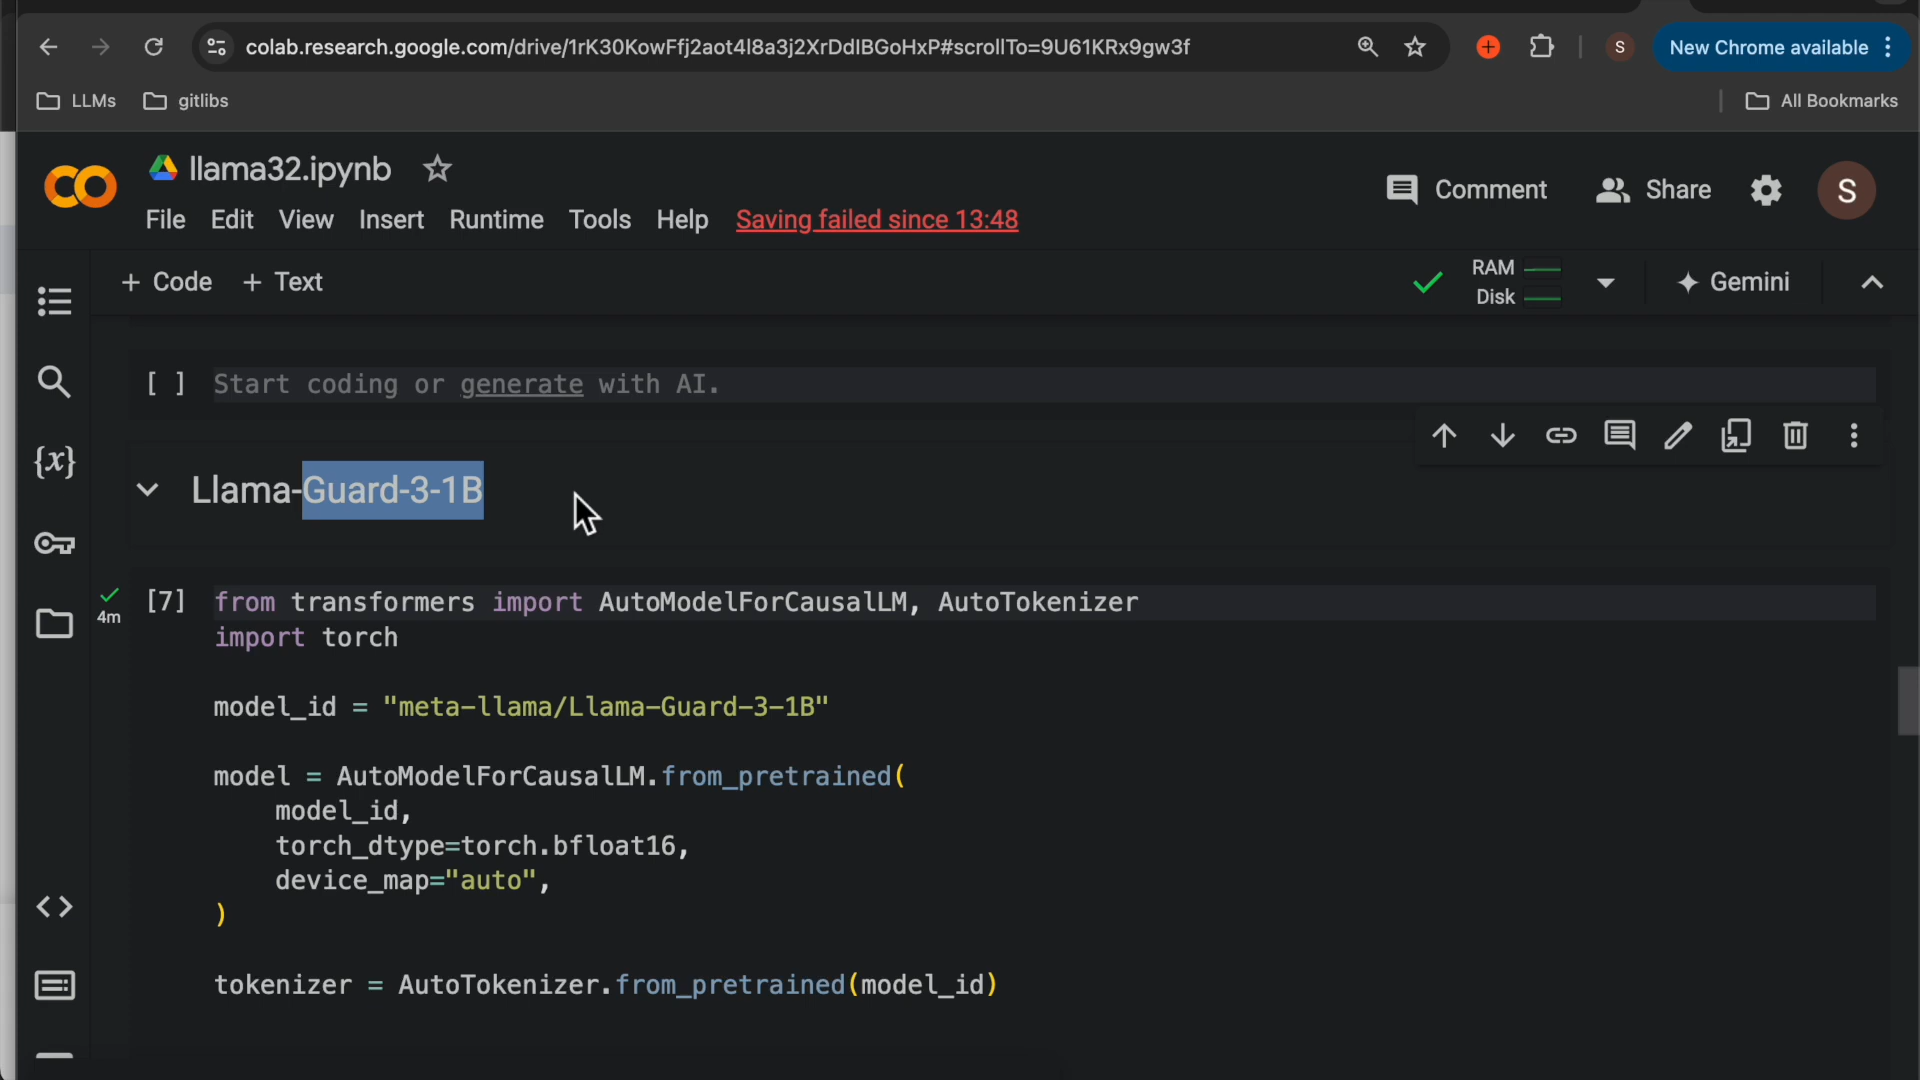 colab.research.google.com/drive/1rK30KowFfj2aot4l8a3j2XrDdIBGoHxP#scrollTo=9U61KRx9gw3f
S
New Chrome available
LLMs
gitlibs
All Bookmarks
llama32.ipynb
Comment
Share
S
File Edit View Insert Runtime Tools Help Saving failed since 13:48
+ Code + Text
RAM
Disk
Gemini
[ ] Start coding or generate with AI.
{x}
Llama-Guard-3-1B
4m
[7] from transformers import AutoModelForCausalLM, AutoTokenizer
import torch
model_id = "meta-llama/Llama-Guard-3-1B"
model = AutoModelForCausalLM.from_pretrained(
model_id,
torch_dtype=torch.bfloat16,
device_map="auto",
)
tokenizer = AutoTokenizer.from_pretrained(model_id)